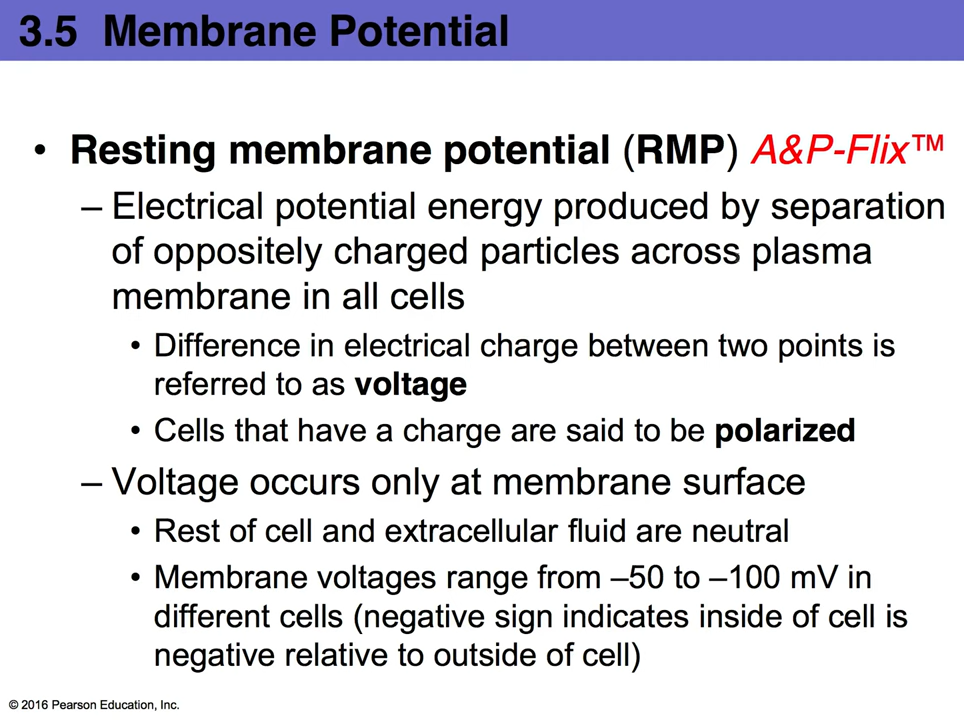 3.5 Membrane Potential
• Resting membrane potential (RMP) A&P-Flix™
– Electrical potential energy produced by separation
of oppositely charged particles across plasma
membrane in all cells
• Difference in electrical charge between two points is
referred to as voltage
• Cells that have a charge are said to be polarized
– Voltage occurs only at membrane surface
• Rest of cell and extracellular fluid are neutral
• Membrane voltages range from –50 to –100 mV in
different cells (negative sign indicates inside of cell is
negative relative to outside of cell)
© 2016 Pearson Education, Inc.